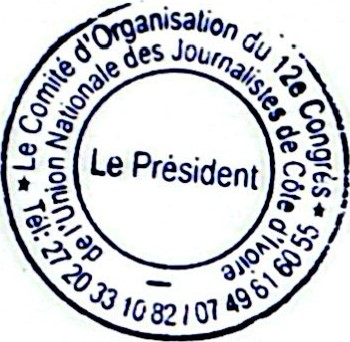 ★ Le Comité d'Organisation du 12e Congrès ★
de l'Union Nationale des Journalistes de Côte d'Ivoire
Le Président
Tél: 27 20 33 10 82 / 07 49 61 60 55